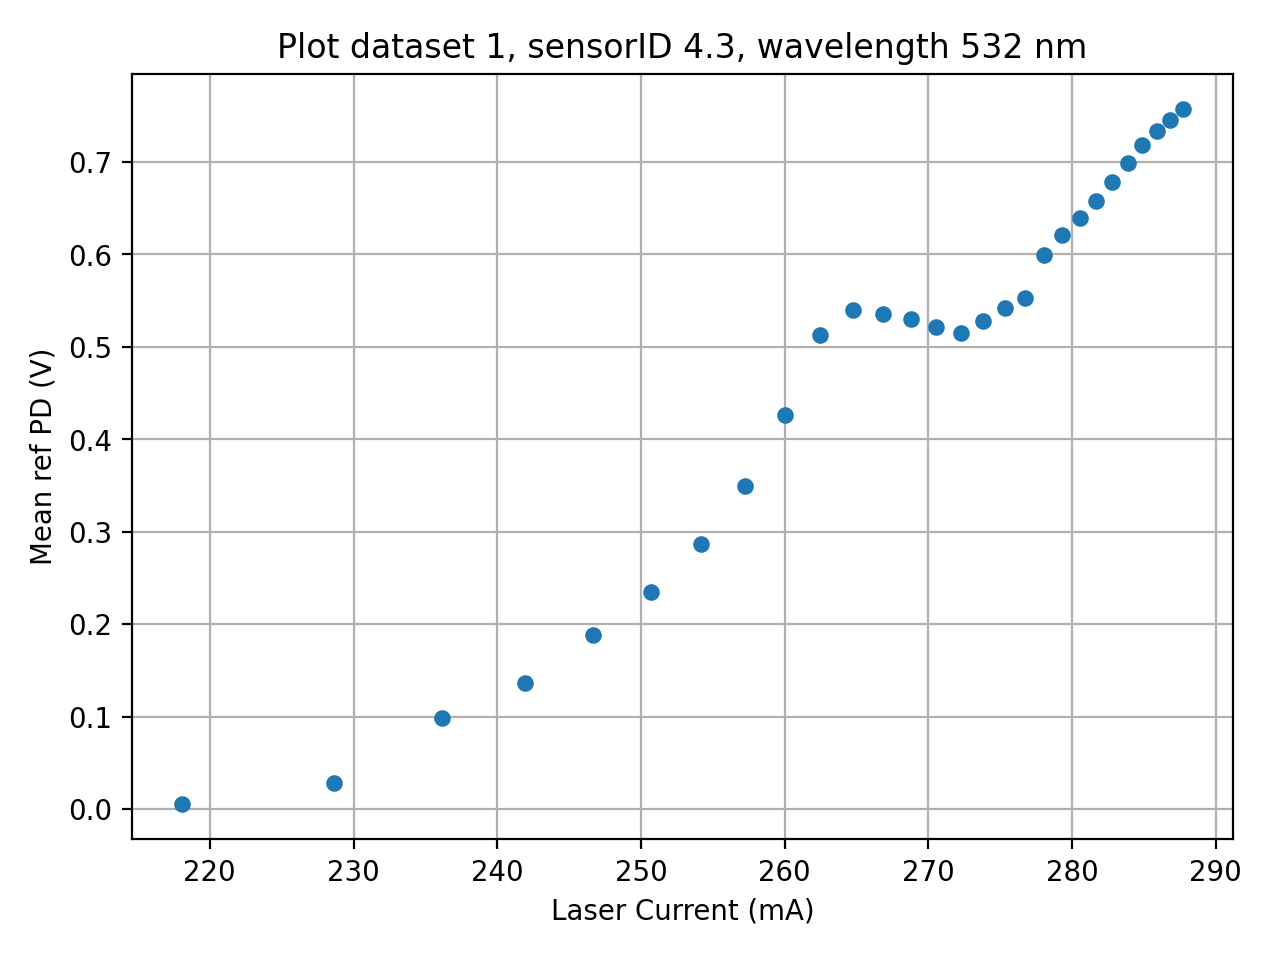 Plot dataset 1, sensorID 4.3, wavelength 532 nm
0.7
0.6
0.5
0.4
0.3
0.2
0.1
0.0
Mean ref PD (V)
220 230 240 250 260 270 280 290
Laser Current (mA)